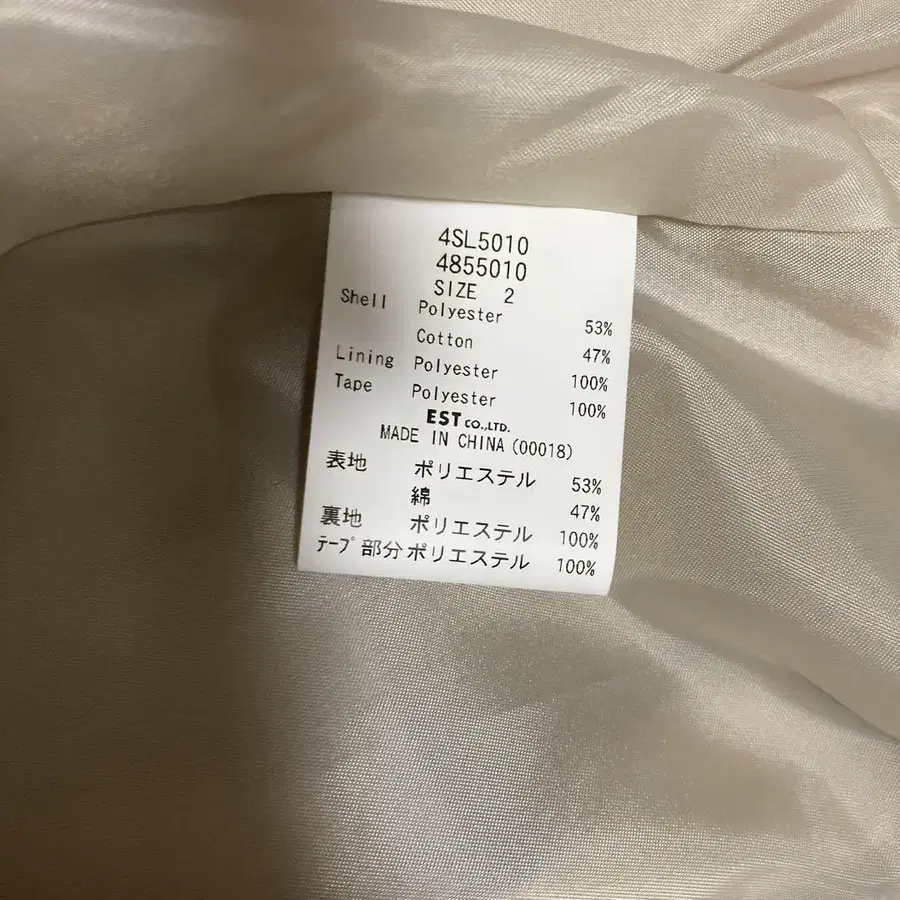 4SL5010
4855010
SIZE 2
Shell Polyester 53%
Cotton 47%
Lining Polyester 100%
Tape Polyester 100%
EST CO.,LTD.
MADE IN CHINA (00018)
表地 ポリエステル 53%
綿 47%
裏地 ポリエステル 100%
テープ部分 ポリエステル 100%